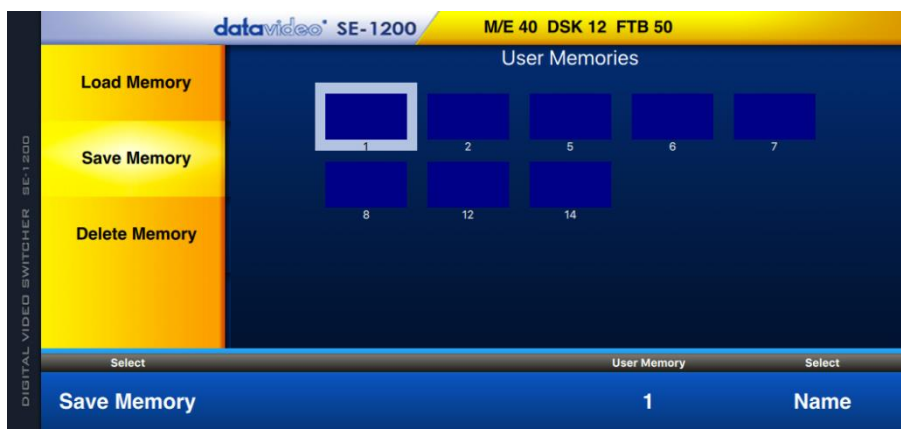 datavideo SE-1200
M/E 40 DSK 12 FTB 50
DIGITAL VIDEO SWITCHER SE-1200
Load Memory
Save Memory
Delete Memory
User Memories
1 2 5 6 7
8 12 14
Select User Memory Select
Save Memory 1 Name